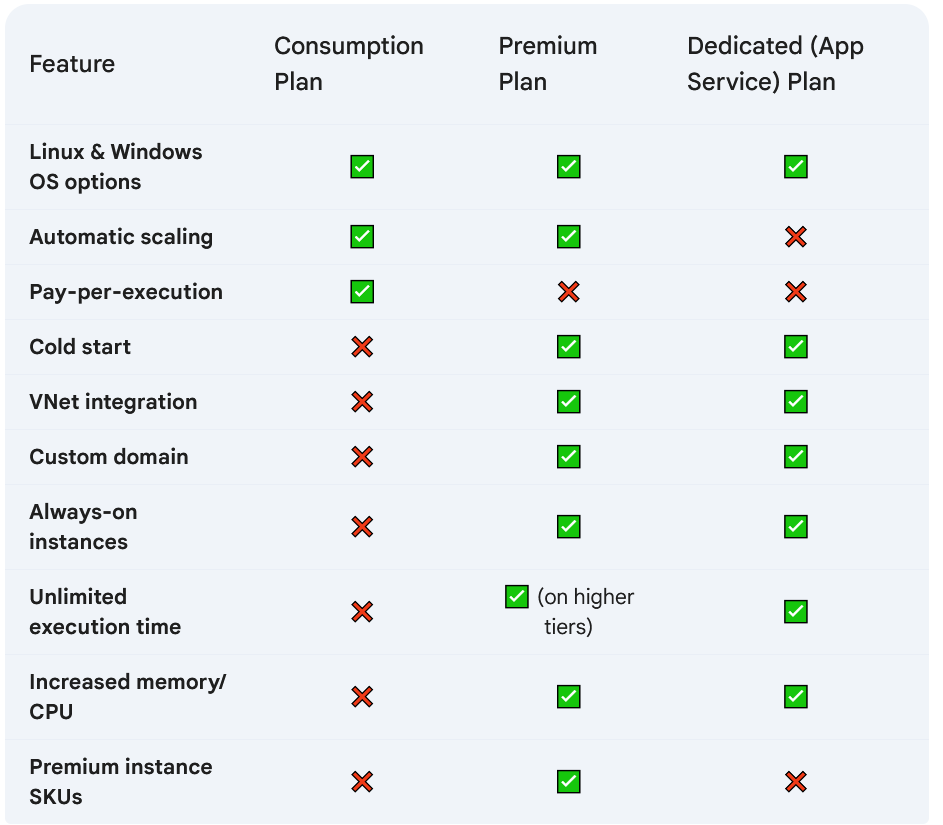 Feature
Consumption
Plan
Premium
Plan
Dedicated (App
Service) Plan
Linux & Windows
OS options
Automatic scaling
Pay-per-execution
Cold start
VNet integration
Custom domain
Always-on
instances
Unlimited
execution time
(on higher
tiers)
Increased memory/
CPU
Premium instance
SKUs